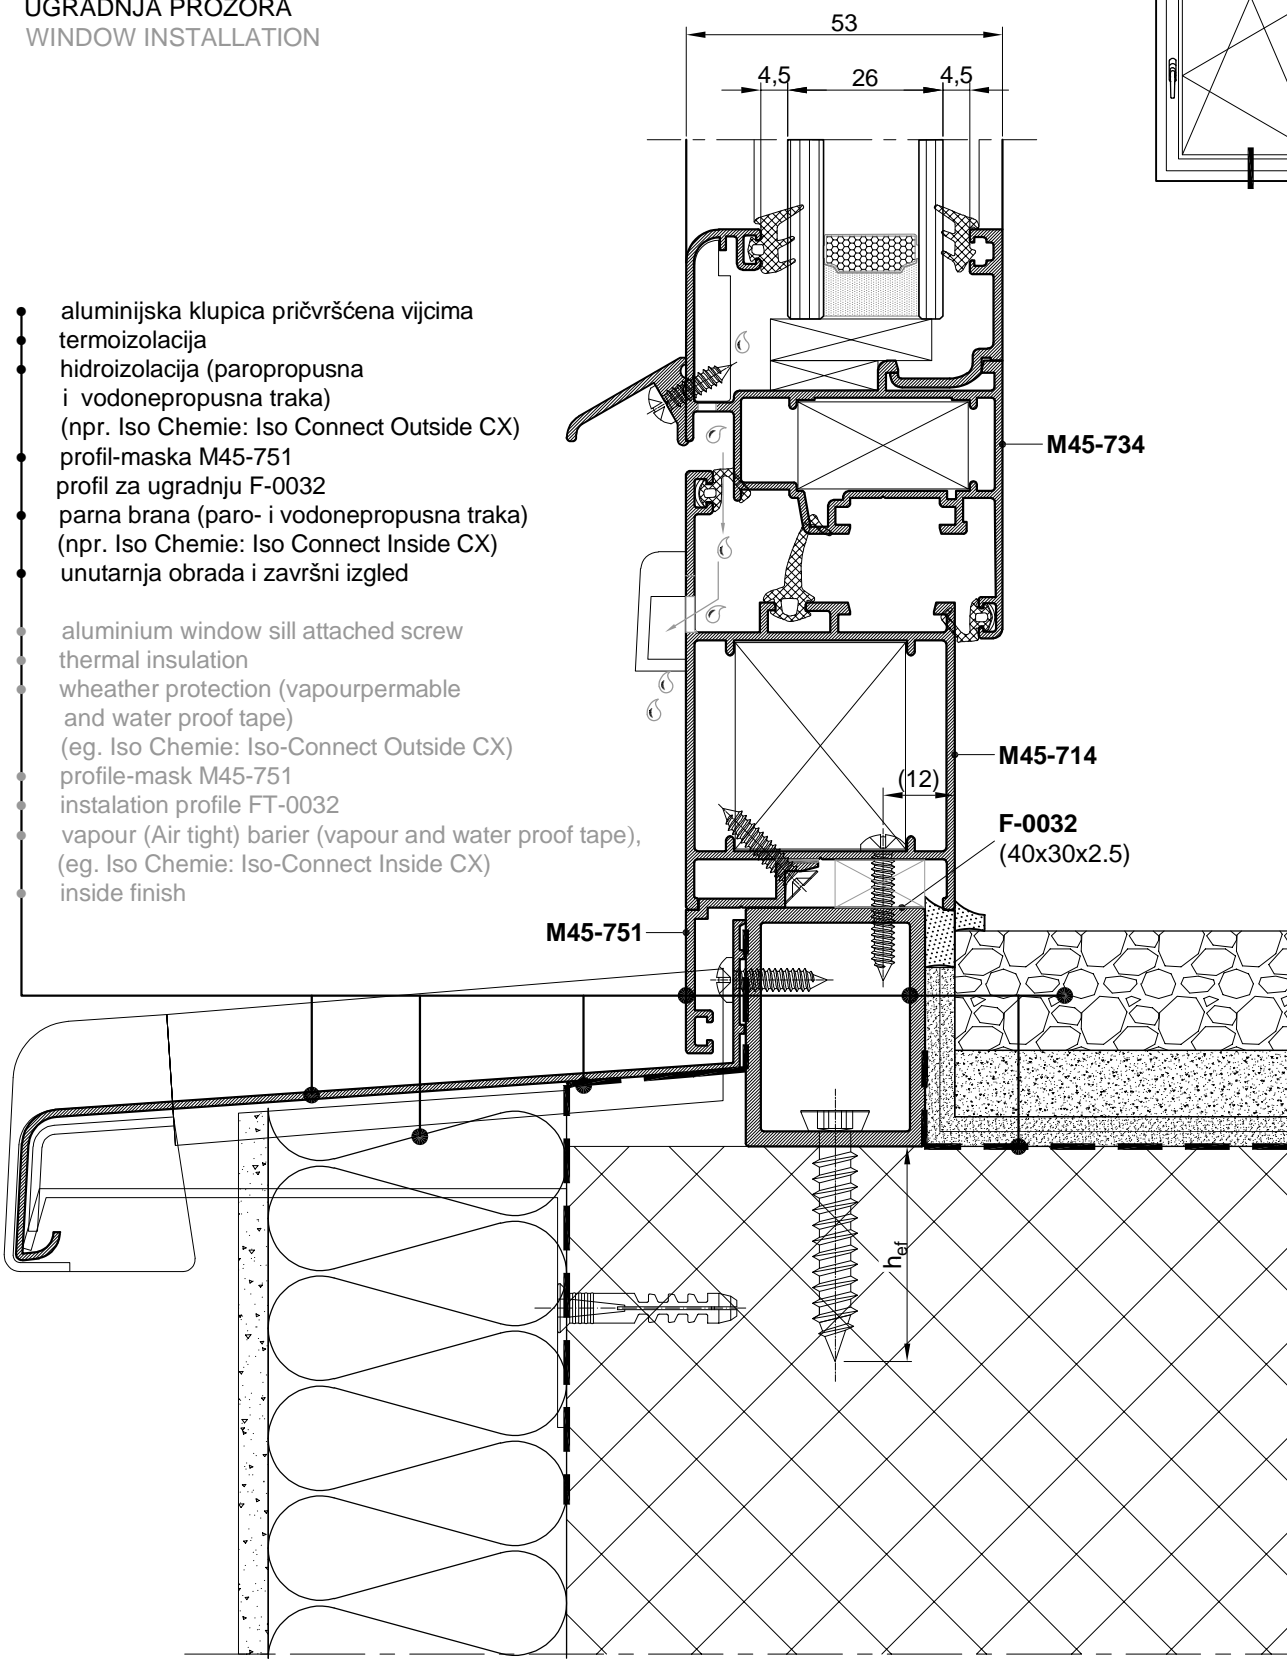 UGRADNJA PROZORA
WINDOW INSTALLATION
53
4,5
26
4,5
aluminijska klupica pričvršćena vijcima
termoizolacija
hidroizolacija (paropropusna
i vodonepropusna traka)
(npr. Iso Chemie: Iso Connect Outside CX)
profil-maska M45-751
profil za ugradnju F-0032
parna brana (paro- i vodonepropusna traka)
(npr. Iso Chemie: Iso Connect Inside CX)
unutarnja obrada i završni izgled
aluminium window sill attached screw
thermal insulation
wheather protection (vapourpermable
and water proof tape)
(eg. Iso Chemie: Iso-Connect Outside CX)
profile-mask M45-751
instalation profile FT-0032
vapour (Air tight) barier (vapour and water proof tape),
(eg. Iso Chemie: Iso-Connect Inside CX)
inside finish
M45-734
M45-714
(12)
F-0032
(40x30x2.5)
M45-751
hef